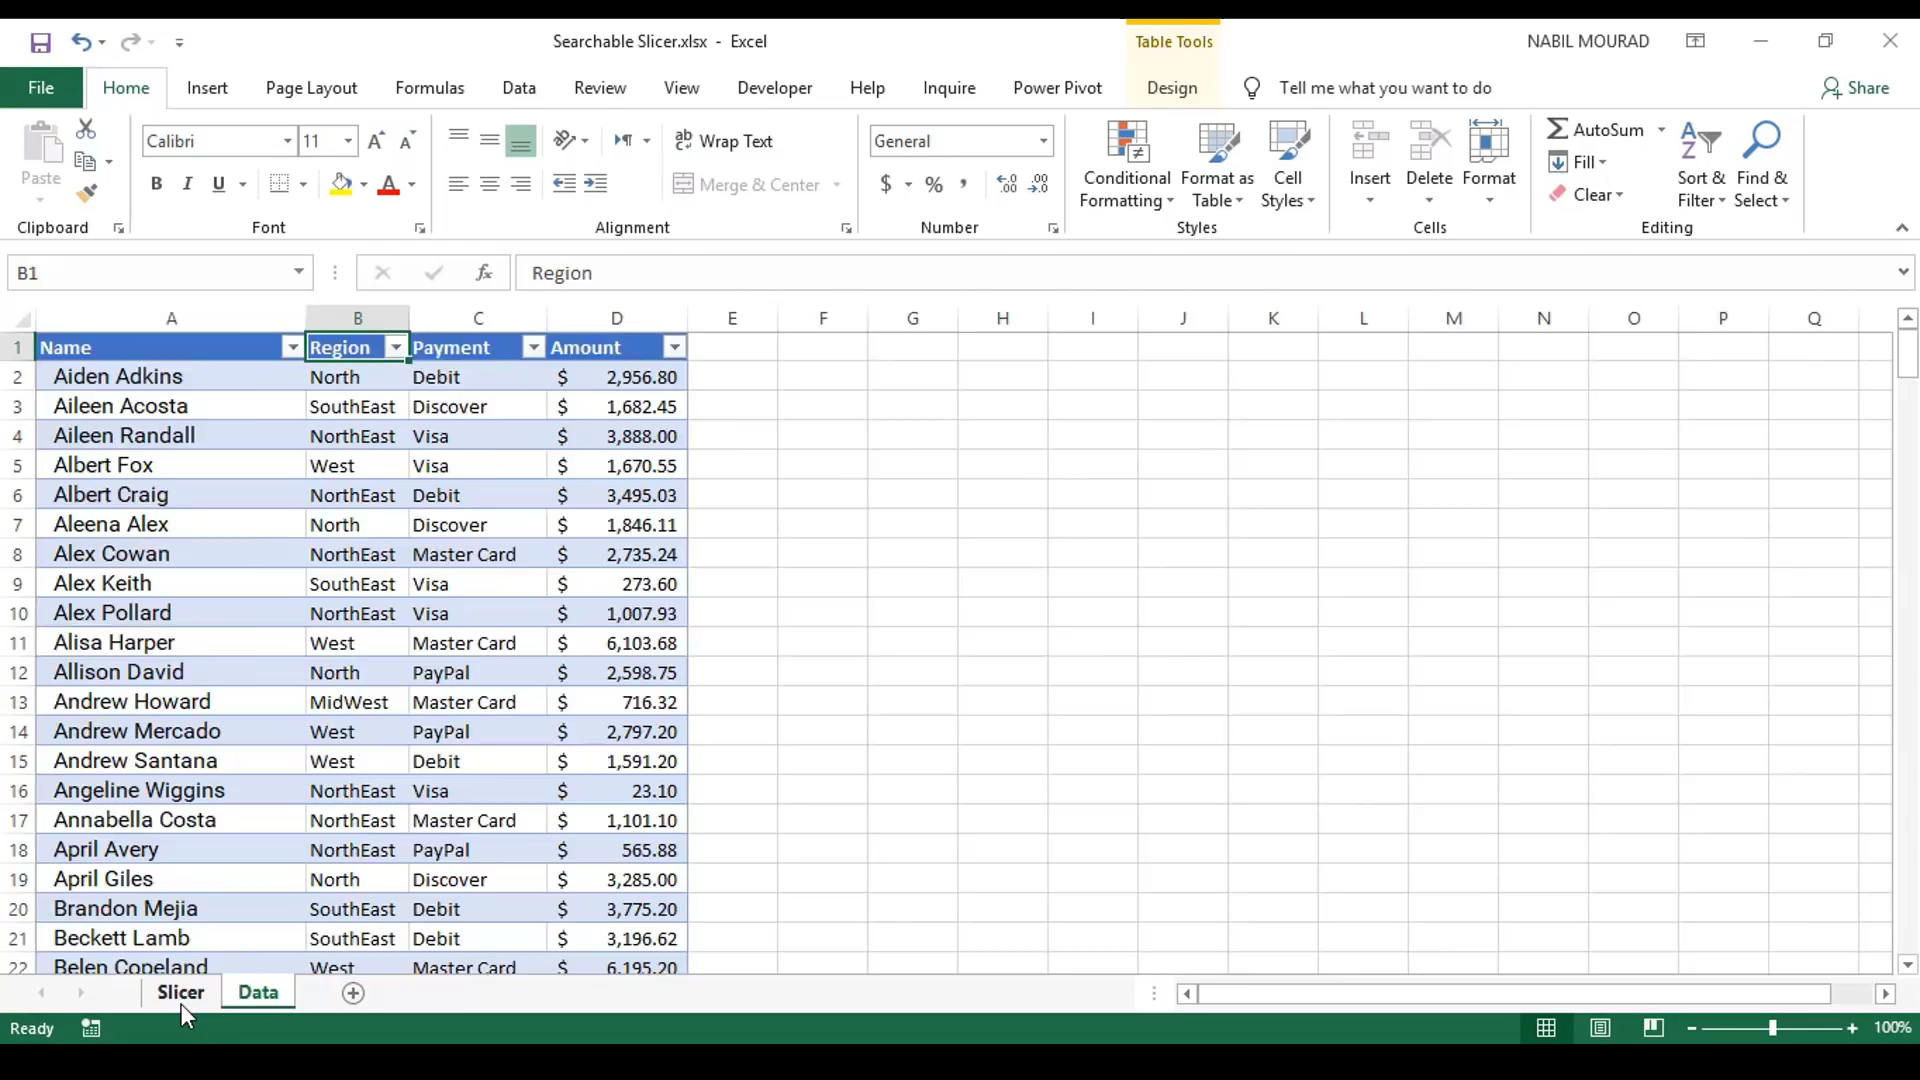 Searchable Slicer.xlsx - Excel
Table Tools
NABIL MOURAD
File Home Insert Page Layout Formulas Data Review View Developer Help Inquire Power Pivot Design Tell me what you want to do Share
Paste
Calibri 11
Wrap Text
General
Conditional Formatting
Format as Table
Cell Styles
Insert Delete Format
AutoSum
Fill
Clear
Sort & Filter
Find & Select
B I U
Merge & Center
$ % ,
Clipboard Font Alignment Number Styles Cells Editing
B1 fx Region
A B C D E F G H I J K L M N O P Q
1 Name Region Payment Amount
2 Aiden Adkins North Debit $ 2,956.80
3 Aileen Acosta SouthEast Discover $ 1,682.45
4 Aileen Randall NorthEast Visa $ 3,888.00
5 Albert Fox West Visa $ 1,670.55
6 Albert Craig NorthEast Debit $ 3,495.03
7 Aleena Alex North Discover $ 1,846.11
8 Alex Cowan NorthEast Master Card $ 2,735.24
9 Alex Keith SouthEast Visa $ 273.60
10 Alex Pollard NorthEast Visa $ 1,007.93
11 Alisa Harper West Master Card $ 6,103.68
12 Allison David North PayPal $ 2,598.75
13 Andrew Howard MidWest Master Card $ 716.32
14 Andrew Mercado West PayPal $ 2,797.20
15 Andrew Santana West Debit $ 1,591.20
16 Angeline Wiggins NorthEast Visa $ 23.10
17 Annabella Costa NorthEast Master Card $ 1,101.10
18 April Avery NorthEast PayPal $ 565.88
19 April Giles North Discover $ 3,285.00
20 Brandon Mejia SouthEast Debit $ 3,775.20
21 Beckett Lamb SouthEast Debit $ 3,196.62
22 Belen Copeland West Master Card $ 6,195.20
Slicer Data
Ready 100%